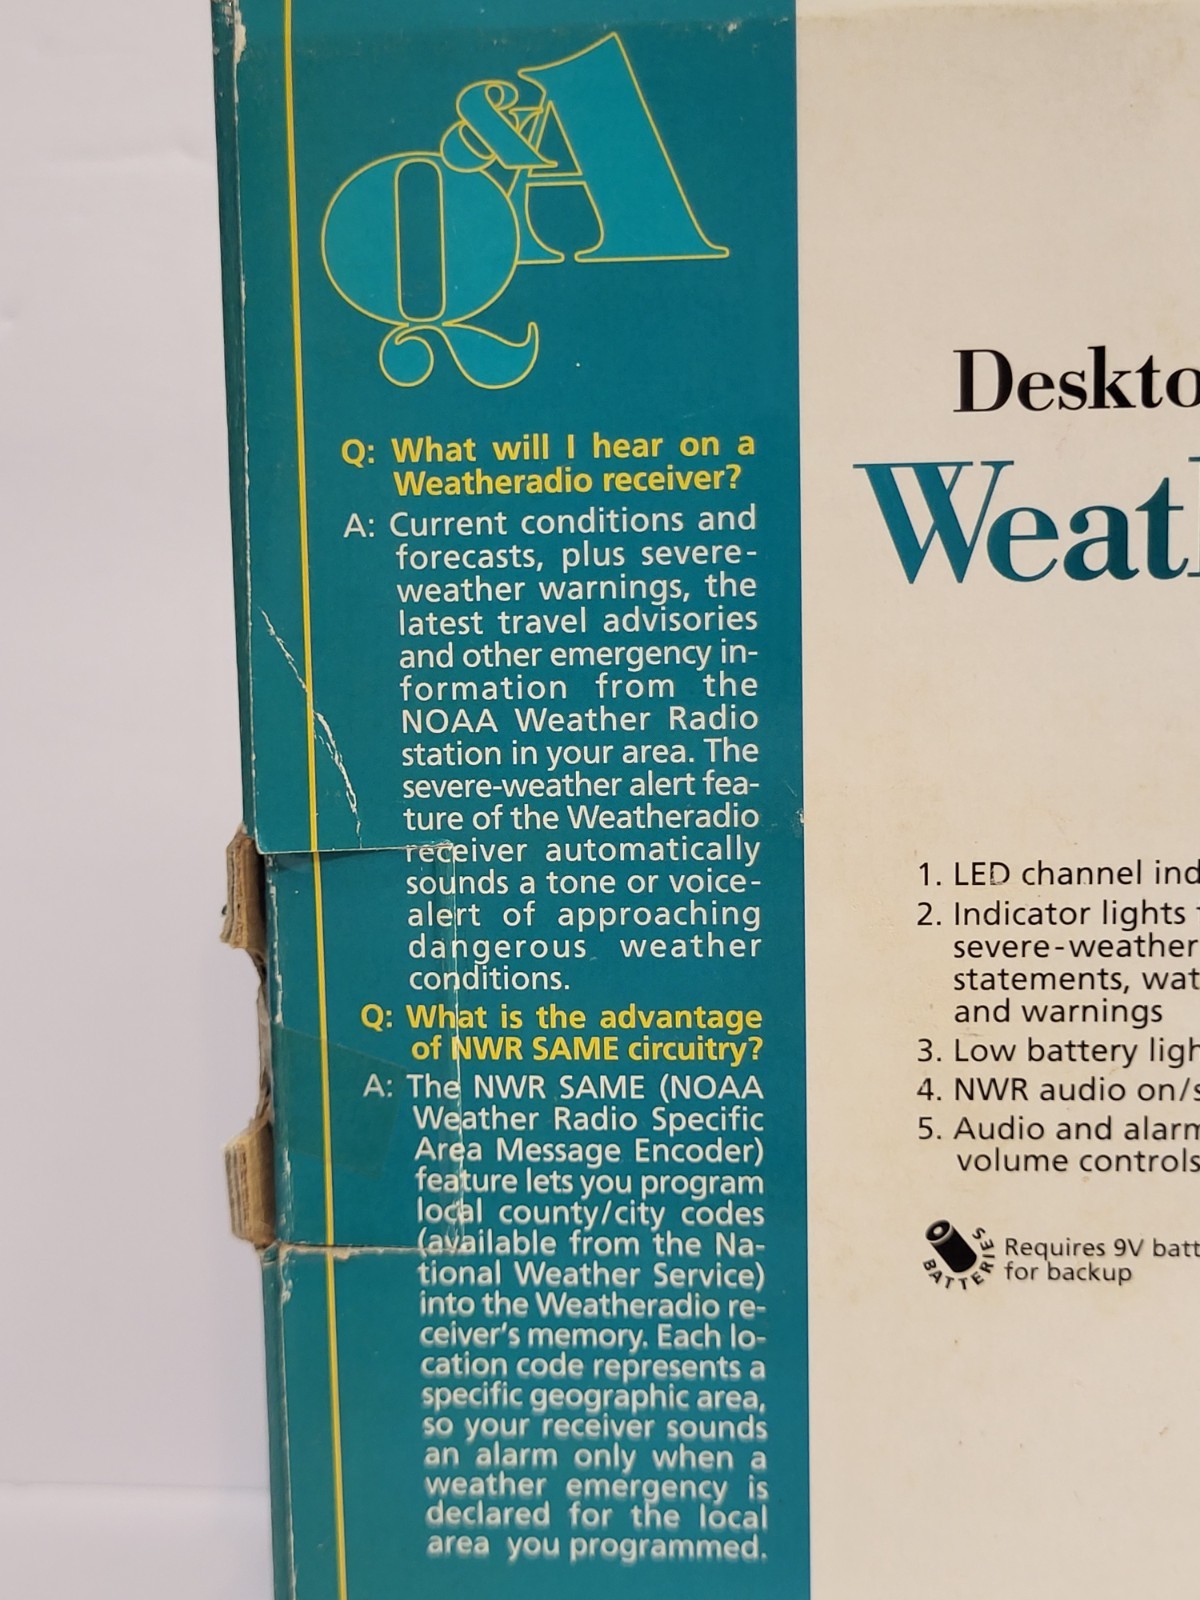 Q&A
Q: What will I hear on a
Weatheradio receiver?
A: Current conditions and
forecasts, plus severe-
weather warnings, the
latest travel advisories
and other emergency in-
formation from the
NOAA Weather Radio
station in your area. The
severe-weather alert fea-
ture of the Weatheradio
receiver automatically
sounds a tone or voice-
alert of approaching
dangerous weather
conditions.
Q: What is the advantage
of NWR SAME circuitry?
A: The NWR SAME (NOAA
Weather Radio Specific
Area Message Encoder)
feature lets you program
local county/city codes
(available from the Na-
tional Weather Service)
into the Weatheradio re-
ceiver's memory. Each lo-
cation code represents a
specific geographic area,
so your receiver sounds
an alarm only when a
weather emergency is
declared for the local
area you programmed.
Deskto
Weat
1. LED channel ind
2. Indicator lights
severe-weather
statements, wat
and warnings
3. Low battery ligh
4. NWR audio on/s
5. Audio and alarm
volume controls
BATTERIES
Requires 9V batt
for backup